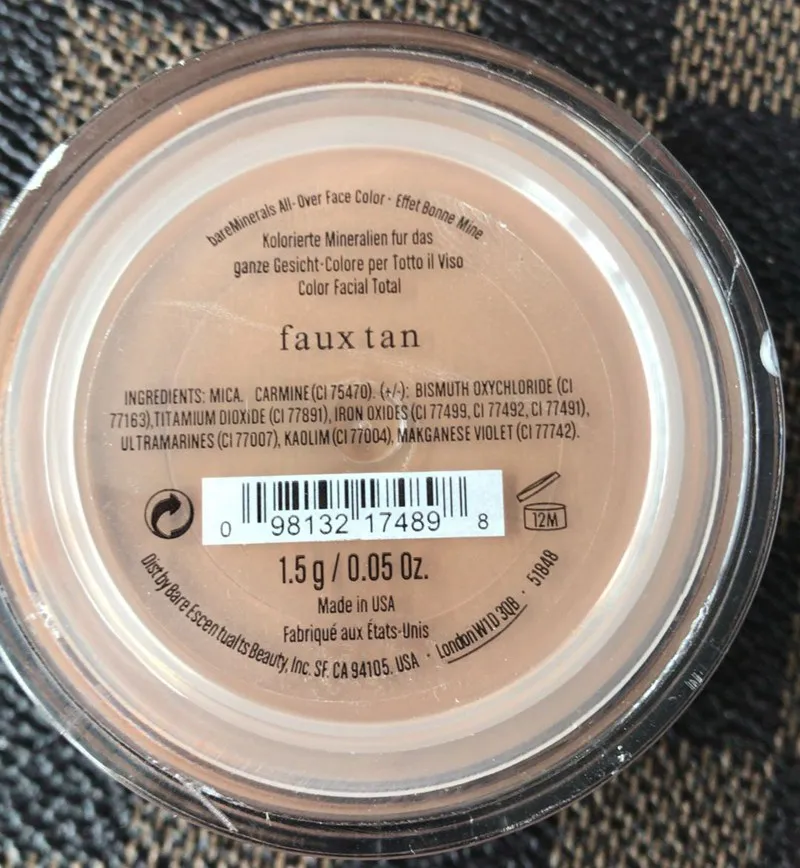 bareMinerals All-Over Face Color · Effet Bonne Mine
Kolorierte Mineralien fur das
ganze Gesicht-Colore per Totto il Viso
Color Facial Total
faux tan
INGREDIENTS: MICA. CARMINE (CI 75470). (+/-): BISMUTH OXYCHLORIDE (CI
77163),TITAMIUM DIOXIDE (CI 77891), IRON OXIDES (CI 77499, CI 77492, CI 77491),
ULTRAMARINES (CI 77007), KAOLIM (CI 77004), MAKGANESE VIOLET (CI 77742).
0 98132 17489 8
12M
1.5 g / 0.05 Oz.
Made in USA
Fabriqué aux États-Unis
Dist by Bare Escentualts Beauty, Inc. SF. CA 94105. USA · London W1D 3QB · 51848